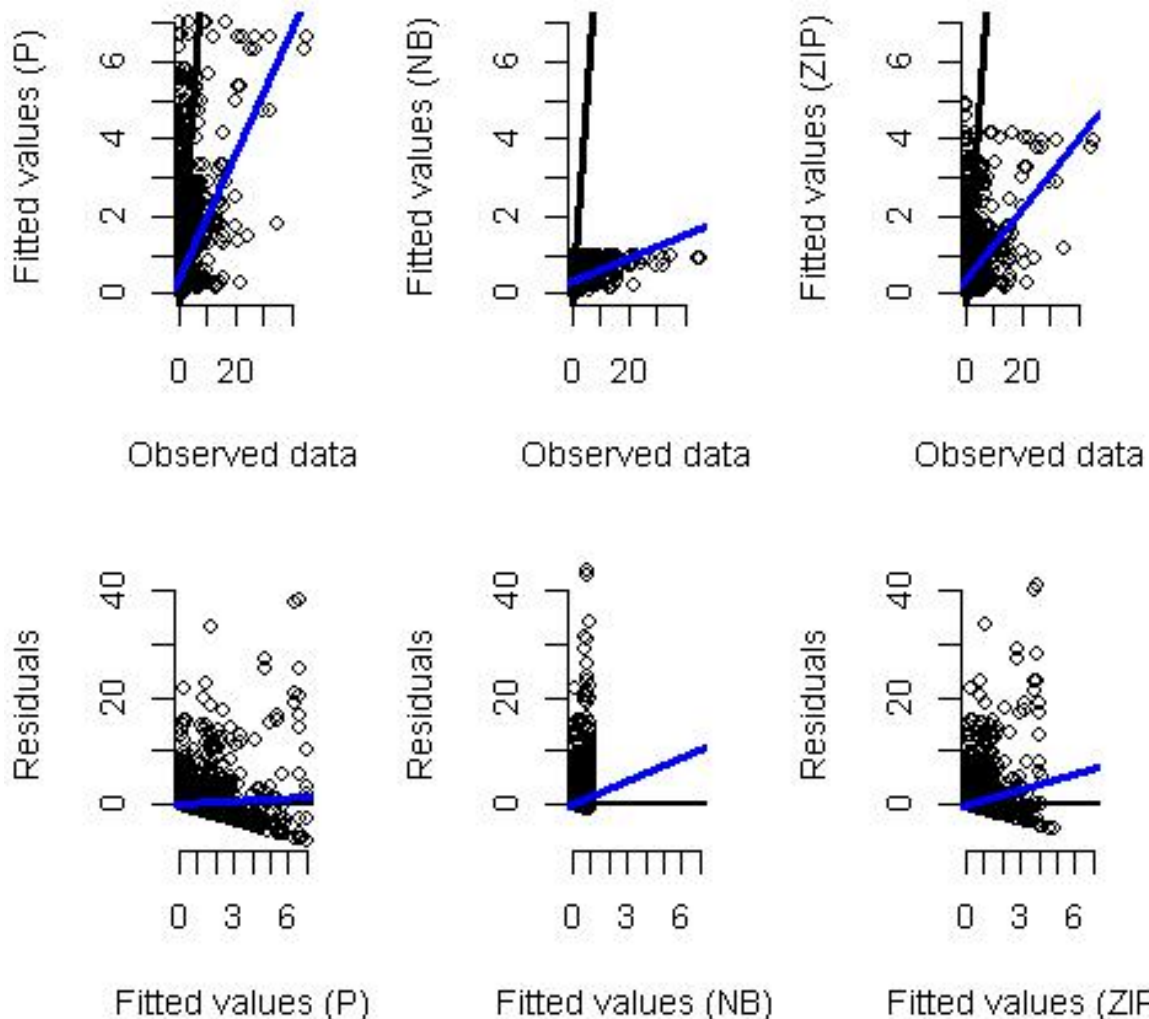 Fitted values (P)
6
4
2
0
0 20
Observed data
Fitted values (NB)
6
4
2
0
0 20
Observed data
Fitted values (ZIP)
6
4
2
0
0 20
Observed data
Residuals
40
20
0
0 3 6
Fitted values (P)
Residuals
40
20
0
0 3 6
Fitted values (NB)
Residuals
40
20
0
0 3 6
Fitted values (ZIP